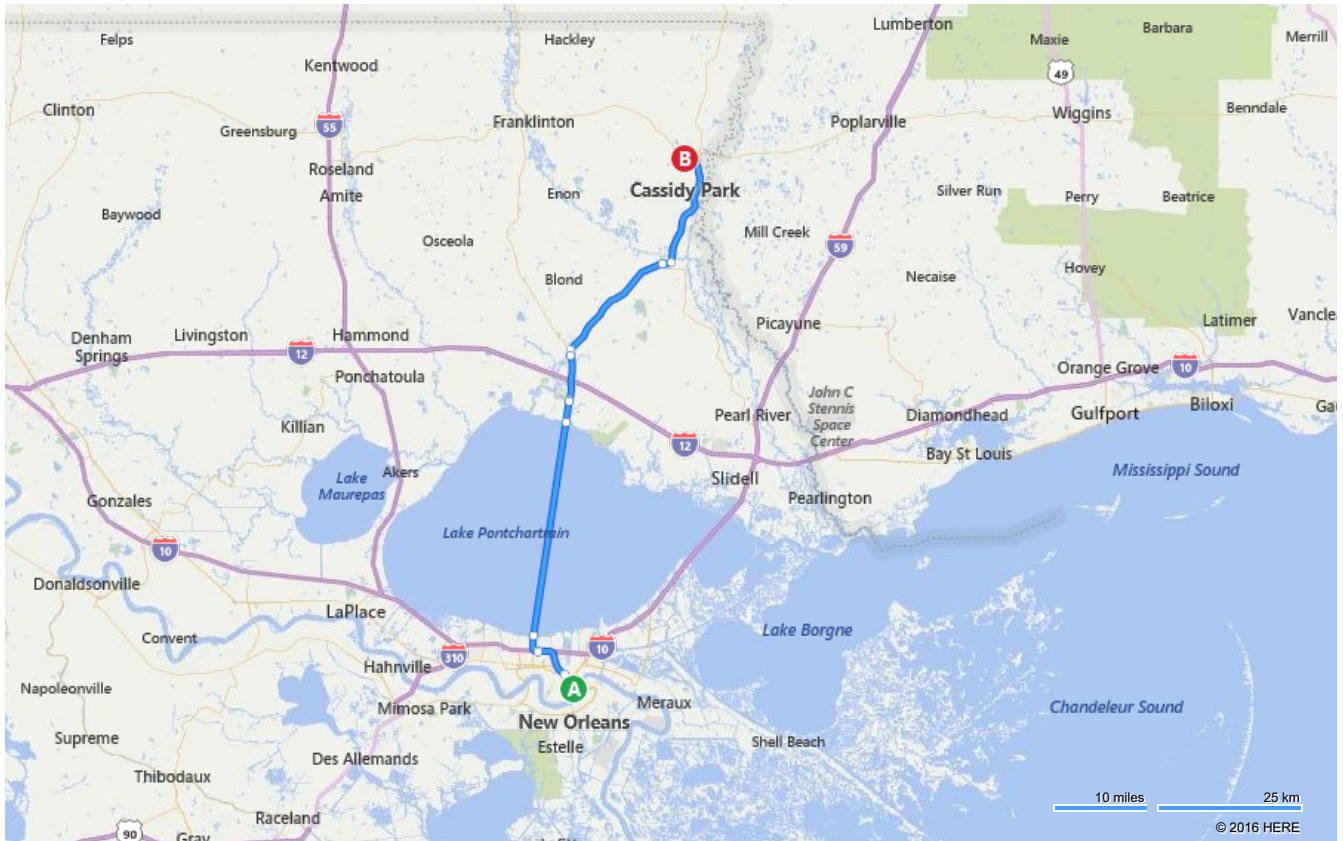 Lumberton
Barbara
Merrill
Felps
Hackley
Maxie
Kentwood
49
Clinton
Greensburg
55
Franklinton
Poplarville
Wiggins
Benndale
Roseland
Amite
B
Cassidy Park
Enon
Silver Run
Perry
Beatrice
Baywood
Osceola
Mill Creek
59
Blond
Necaise
Hovey
Denham
Springs
Livingston
Hammond
12
Picayune
Latimer
Vanclea
Ponchatoula
Orange Grove
10
Killian
Pearl River
John C
Stennis
Space
Center
Diamondhead
Gulfport
Biloxi
Ga
12
Bay St Louis
Lake
Maurepas
Akers
Slidell
Mississippi Sound
Gonzales
Pearlington
10
Lake Pontchartrain
Donaldsonville
LaPlace
Convent
310
10
Lake Borgne
Hahnville
Napoleonville
Mimosa Park
A
New Orleans
Meraux
Chandeleur Sound
Supreme
Estelle
Shell Beach
Des Allemands
Thibodaux
Raceland
90
Gray
10 miles
25 km
© 2016 HERE